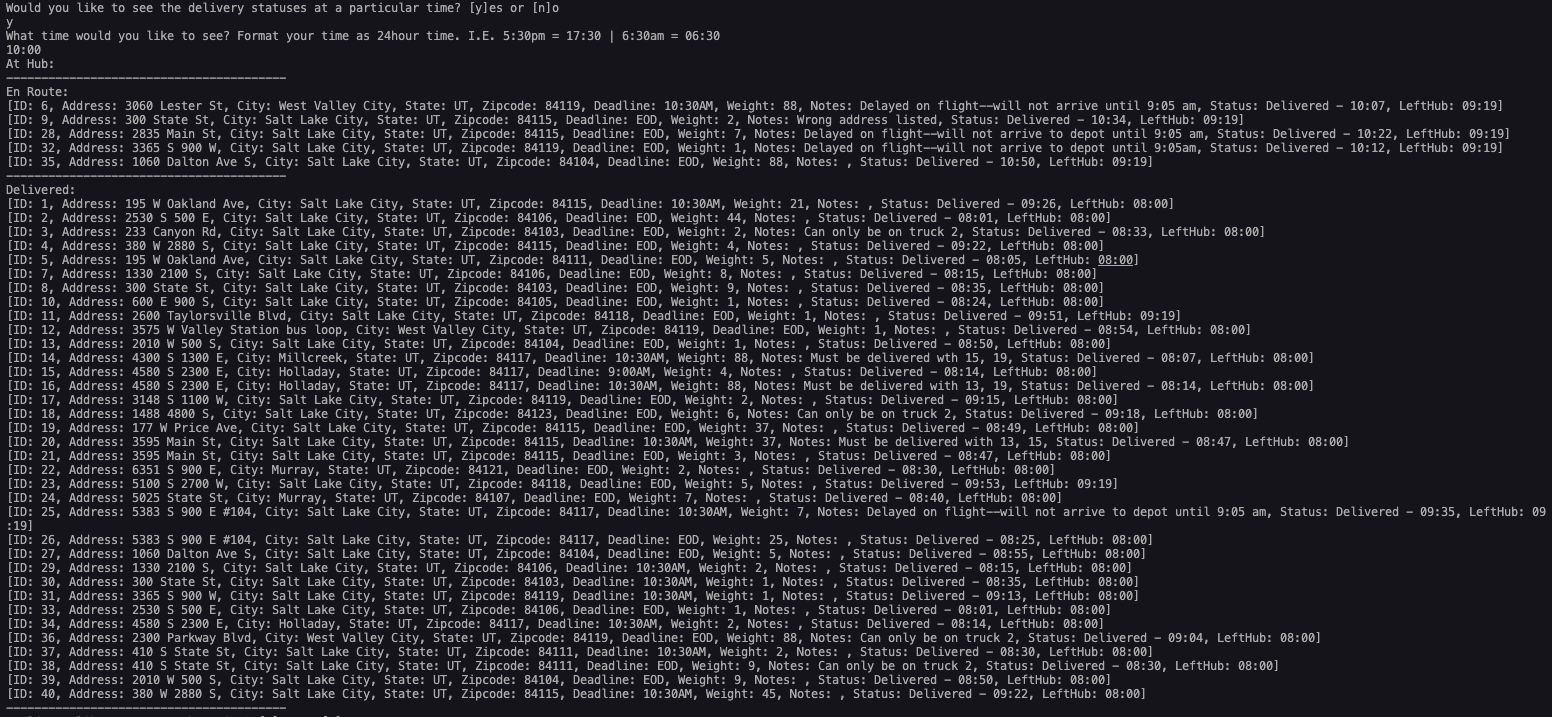 Would you like to see the delivery statuses at a particular time? [y]es or [n]o
y
What time would you like to see? Format your time as 24hour time. I.E. 5:30pm = 17:30 | 6:30am = 06:30
10:00
At Hub:
----------------------------------------
En Route:
[ID: 6, Address: 3060 Lester St, City: West Valley City, State: UT, Zipcode: 84119, Deadline: 10:30AM, Weight: 88, Notes: Delayed on flight--will not arrive until 9:05 am, Status: Delivered - 10:07, LeftHub: 09:19]
[ID: 9, Address: 300 State St, City: Salt Lake City, State: UT, Zipcode: 84115, Deadline: EOD, Weight: 2, Notes: Wrong address listed, Status: Delivered - 10:34, LeftHub: 09:19]
[ID: 28, Address: 2835 Main St, City: Salt Lake City, State: UT, Zipcode: 84115, Deadline: EOD, Weight: 7, Notes: Delayed on flight--will not arrive to depot until 9:05 am, Status: Delivered - 10:22, LeftHub: 09:19]
[ID: 32, Address: 3365 S 900 W, City: Salt Lake City, State: UT, Zipcode: 84119, Deadline: EOD, Weight: 1, Notes: Delayed on flight--will not arrive to depot until 9:05am, Status: Delivered - 10:12, LeftHub: 09:19]
[ID: 35, Address: 1060 Dalton Ave S, City: Salt Lake City, State: UT, Zipcode: 84104, Deadline: EOD, Weight: 88, Notes: , Status: Delivered - 10:50, LeftHub: 09:19]
----------------------------------------
Delivered:
[ID: 1, Address: 195 W Oakland Ave, City: Salt Lake City, State: UT, Zipcode: 84115, Deadline: 10:30AM, Weight: 21, Notes: , Status: Delivered - 09:26, LeftHub: 08:00]
[ID: 2, Address: 2530 S 500 E, City: Salt Lake City, State: UT, Zipcode: 84106, Deadline: EOD, Weight: 44, Notes: , Status: Delivered - 08:01, LeftHub: 08:00]
[ID: 3, Address: 233 Canyon Rd, City: Salt Lake City, State: UT, Zipcode: 84103, Deadline: EOD, Weight: 2, Notes: Can only be on truck 2, Status: Delivered - 08:33, LeftHub: 08:00]
[ID: 4, Address: 380 W 2880 S, City: Salt Lake City, State: UT, Zipcode: 84115, Deadline: EOD, Weight: 4, Notes: , Status: Delivered - 09:22, LeftHub: 08:00]
[ID: 5, Address: 195 W Oakland Ave, City: Salt Lake City, State: UT, Zipcode: 84111, Deadline: EOD, Weight: 5, Notes: , Status: Delivered - 08:05, LeftHub: 08:00]
[ID: 7, Address: 1330 2100 S, City: Salt Lake City, State: UT, Zipcode: 84106, Deadline: EOD, Weight: 8, Notes: , Status: Delivered - 08:15, LeftHub: 08:00]
[ID: 8, Address: 300 State St, City: Salt Lake City, State: UT, Zipcode: 84103, Deadline: EOD, Weight: 9, Notes: , Status: Delivered - 08:35, LeftHub: 08:00]
[ID: 10, Address: 600 E 900 S, City: Salt Lake City, State: UT, Zipcode: 84105, Deadline: EOD, Weight: 1, Notes: , Status: Delivered - 08:24, LeftHub: 08:00]
[ID: 11, Address: 2600 Taylorsville Blvd, City: Salt Lake City, State: UT, Zipcode: 84118, Deadline: EOD, Weight: 1, Notes: , Status: Delivered - 09:51, LeftHub: 09:19]
[ID: 12, Address: 3575 W Valley Station bus loop, City: West Valley City, State: UT, Zipcode: 84119, Deadline: EOD, Weight: 1, Notes: , Status: Delivered - 08:54, LeftHub: 08:00]
[ID: 13, Address: 2010 W 500 S, City: Salt Lake City, State: UT, Zipcode: 84104, Deadline: EOD, Weight: 1, Notes: , Status: Delivered - 08:50, LeftHub: 08:00]
[ID: 14, Address: 4300 S 1300 E, City: Millcreek, State: UT, Zipcode: 84117, Deadline: 10:30AM, Weight: 88, Notes: Must be delivered wth 15, 19, Status: Delivered - 08:07, LeftHub: 08:00]
[ID: 15, Address: 4580 S 2300 E, City: Holladay, State: UT, Zipcode: 84117, Deadline: 9:00AM, Weight: 4, Notes: , Status: Delivered - 08:14, LeftHub: 08:00]
[ID: 16, Address: 4580 S 2300 E, City: Holladay, State: UT, Zipcode: 84117, Deadline: 10:30AM, Weight: 88, Notes: Must be delivered with 13, 19, Status: Delivered - 08:14, LeftHub: 08:00]
[ID: 17, Address: 3148 S 1100 W, City: Salt Lake City, State: UT, Zipcode: 84119, Deadline: EOD, Weight: 2, Notes: , Status: Delivered - 09:15, LeftHub: 08:00]
[ID: 18, Address: 1488 4800 S, City: Salt Lake City, State: UT, Zipcode: 84123, Deadline: EOD, Weight: 6, Notes: Can only be on truck 2, Status: Delivered - 09:18, LeftHub: 08:00]
[ID: 19, Address: 177 W Price Ave, City: Salt Lake City, State: UT, Zipcode: 84115, Deadline: EOD, Weight: 37, Notes: , Status: Delivered - 08:49, LeftHub: 08:00]
[ID: 20, Address: 3595 Main St, City: Salt Lake City, State: UT, Zipcode: 84115, Deadline: 10:30AM, Weight: 37, Notes: Must be delivered with 13, 15, Status: Delivered - 08:47, LeftHub: 08:00]
[ID: 21, Address: 3595 Main St, City: Salt Lake City, State: UT, Zipcode: 84115, Deadline: EOD, Weight: 3, Notes: , Status: Delivered - 08:47, LeftHub: 08:00]
[ID: 22, Address: 6351 S 900 E, City: Murray, State: UT, Zipcode: 84121, Deadline: EOD, Weight: 2, Notes: , Status: Delivered - 08:30, LeftHub: 08:00]
[ID: 23, Address: 5100 S 2700 W, City: Salt Lake City, State: UT, Zipcode: 84118, Deadline: EOD, Weight: 5, Notes: , Status: Delivered - 09:53, LeftHub: 09:19]
[ID: 24, Address: 5025 State St, City: Murray, State: UT, Zipcode: 84107, Deadline: EOD, Weight: 7, Notes: , Status: Delivered - 08:40, LeftHub: 08:00]
[ID: 25, Address: 5383 S 900 E #104, City: Salt Lake City, State: UT, Zipcode: 84117, Deadline: 10:30AM, Weight: 7, Notes: Delayed on flight--will not arrive to depot until 9:05 am, Status: Delivered - 09:35, LeftHub: 09
:19]
[ID: 26, Address: 5383 S 900 E #104, City: Salt Lake City, State: UT, Zipcode: 84117, Deadline: EOD, Weight: 25, Notes: , Status: Delivered - 08:25, LeftHub: 08:00]
[ID: 27, Address: 1060 Dalton Ave S, City: Salt Lake City, State: UT, Zipcode: 84104, Deadline: EOD, Weight: 5, Notes: , Status: Delivered - 08:55, LeftHub: 08:00]
[ID: 29, Address: 1330 2100 S, City: Salt Lake City, State: UT, Zipcode: 84106, Deadline: 10:30AM, Weight: 2, Notes: , Status: Delivered - 08:15, LeftHub: 08:00]
[ID: 30, Address: 300 State St, City: Salt Lake City, State: UT, Zipcode: 84103, Deadline: 10:30AM, Weight: 1, Notes: , Status: Delivered - 08:35, LeftHub: 08:00]
[ID: 31, Address: 3365 S 900 W, City: Salt Lake City, State: UT, Zipcode: 84119, Deadline: 10:30AM, Weight: 1, Notes: , Status: Delivered - 09:13, LeftHub: 08:00]
[ID: 33, Address: 2530 S 500 E, City: Salt Lake City, State: UT, Zipcode: 84106, Deadline: EOD, Weight: 1, Notes: , Status: Delivered - 08:01, LeftHub: 08:00]
[ID: 34, Address: 4580 S 2300 E, City: Holladay, State: UT, Zipcode: 84117, Deadline: 10:30AM, Weight: 2, Notes: , Status: Delivered - 08:14, LeftHub: 08:00]
[ID: 36, Address: 2300 Parkway Blvd, City: West Valley City, State: UT, Zipcode: 84119, Deadline: EOD, Weight: 88, Notes: Can only be on truck 2, Status: Delivered - 09:04, LeftHub: 08:00]
[ID: 37, Address: 410 S State St, City: Salt Lake City, State: UT, Zipcode: 84111, Deadline: 10:30AM, Weight: 2, Notes: , Status: Delivered - 08:30, LeftHub: 08:00]
[ID: 38, Address: 410 S State St, City: Salt Lake City, State: UT, Zipcode: 84111, Deadline: EOD, Weight: 9, Notes: Can only be on truck 2, Status: Delivered - 08:30, LeftHub: 08:00]
[ID: 39, Address: 2010 W 500 S, City: Salt Lake City, State: UT, Zipcode: 84104, Deadline: EOD, Weight: 9, Notes: , Status: Delivered - 08:50, LeftHub: 08:00]
[ID: 40, Address: 380 W 2880 S, City: Salt Lake City, State: UT, Zipcode: 84115, Deadline: 10:30AM, Weight: 45, Notes: , Status: Delivered - 09:22, LeftHub: 08:00]
----------------------------------------